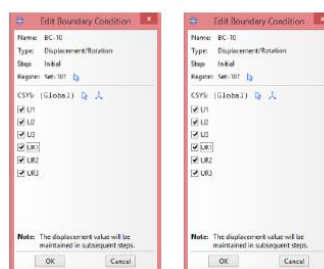 Edit Boundary Condition
Name: BC-10
Type: Displacement/Rotation
Step: Initial
Region: Set-107
CSYS: (Global)
U1
U2
U3
UR1
UR2
UR3
Note: The displacement value will be
maintained in subsequent steps.
OK Cancel
Edit Boundary Condition
Name: BC-10
Type: Displacement/Rotation
Step: Initial
Region: Set-107
CSYS: (Global)
U1
U2
U3
UR1
UR2
UR3
Note: The displacement value will be
maintained in subsequent steps.
OK Cancel